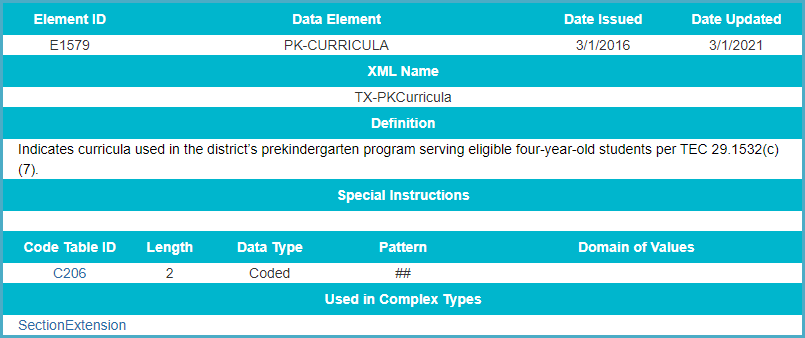 Element ID Data Element Date Issued Date Updated
E1579 PK-CURRICULA 3/1/2016 3/1/2021
XML Name
TX-PKCurricula
Definition
Indicates curricula used in the district's prekindergarten program serving eligible four-year-old students per TEC 29.1532(c)
(7).
Special Instructions
Code Table ID Length Data Type Pattern Domain of Values
C206 2 Coded ##
Used in Complex Types
SectionExtension